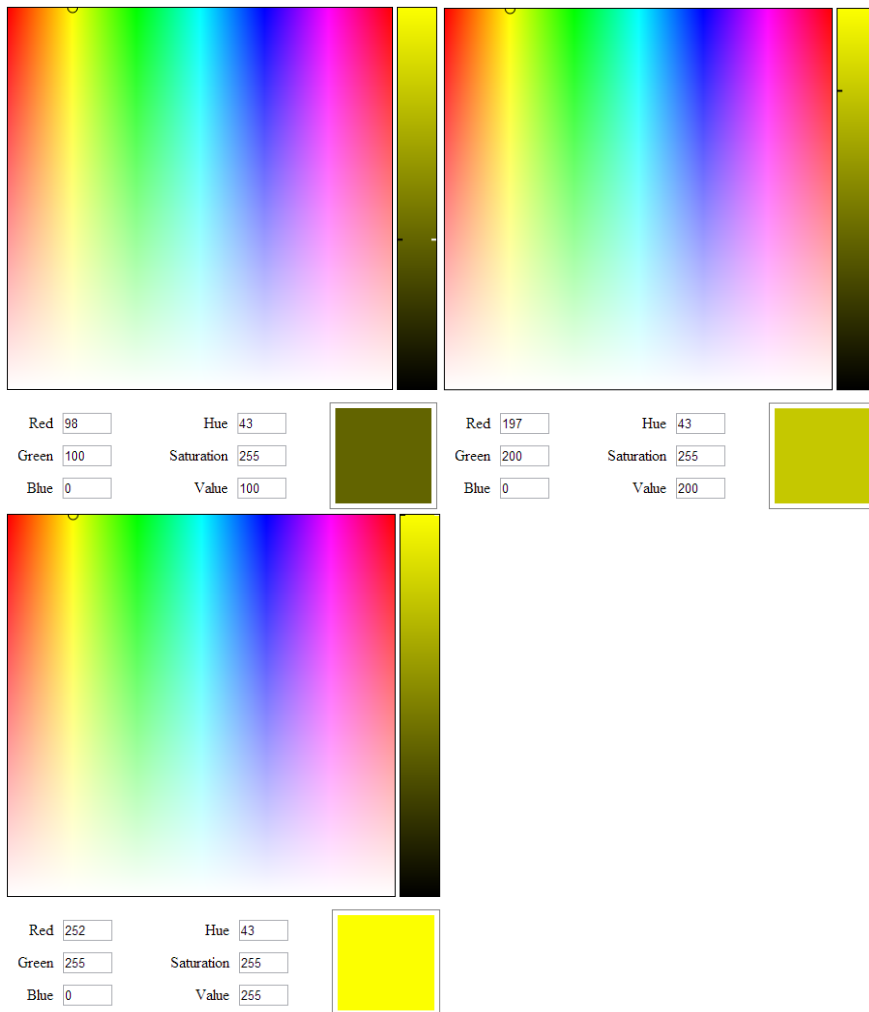 Red 98 Hue 43
Green 100 Saturation 255
Blue 0 Value 100
Red 197 Hue 43
Green 200 Saturation 255
Blue 0 Value 200
Red 252 Hue 43
Green 255 Saturation 255
Blue 0 Value 255